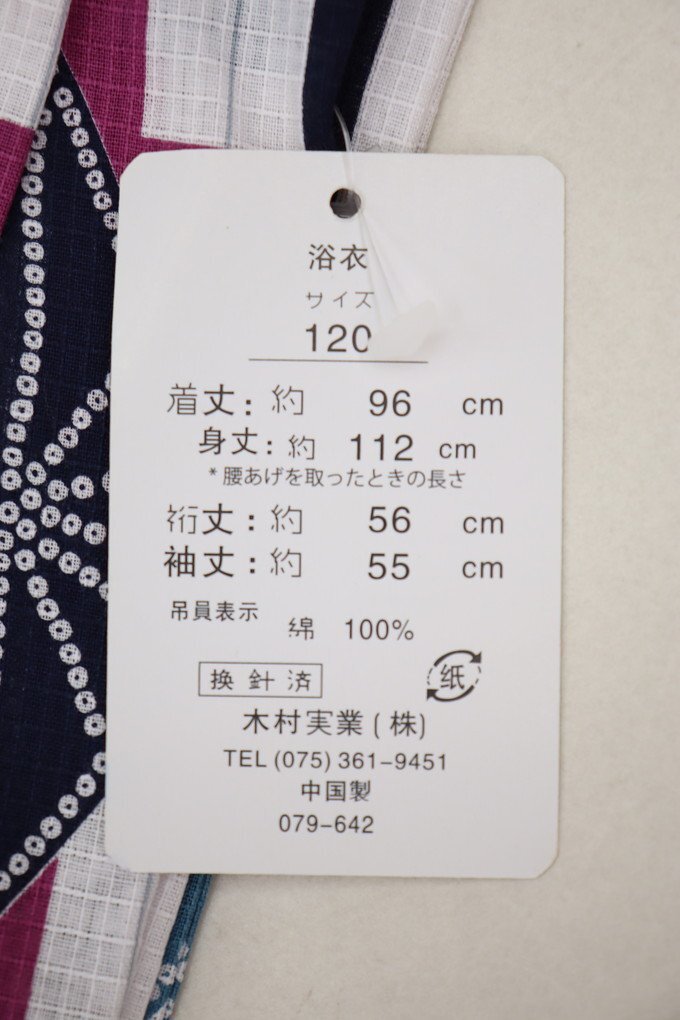 浴衣
サイズ
120
着丈: 約 96 cm
身丈: 約 112 cm
*腰あげを取ったときの長さ
裄丈: 約 56 cm
袖丈: 約 55 cm
吊員表示 綿 100%
換針済
纸
木村実業(株)
TEL (075) 361-9451
中国製
079-642